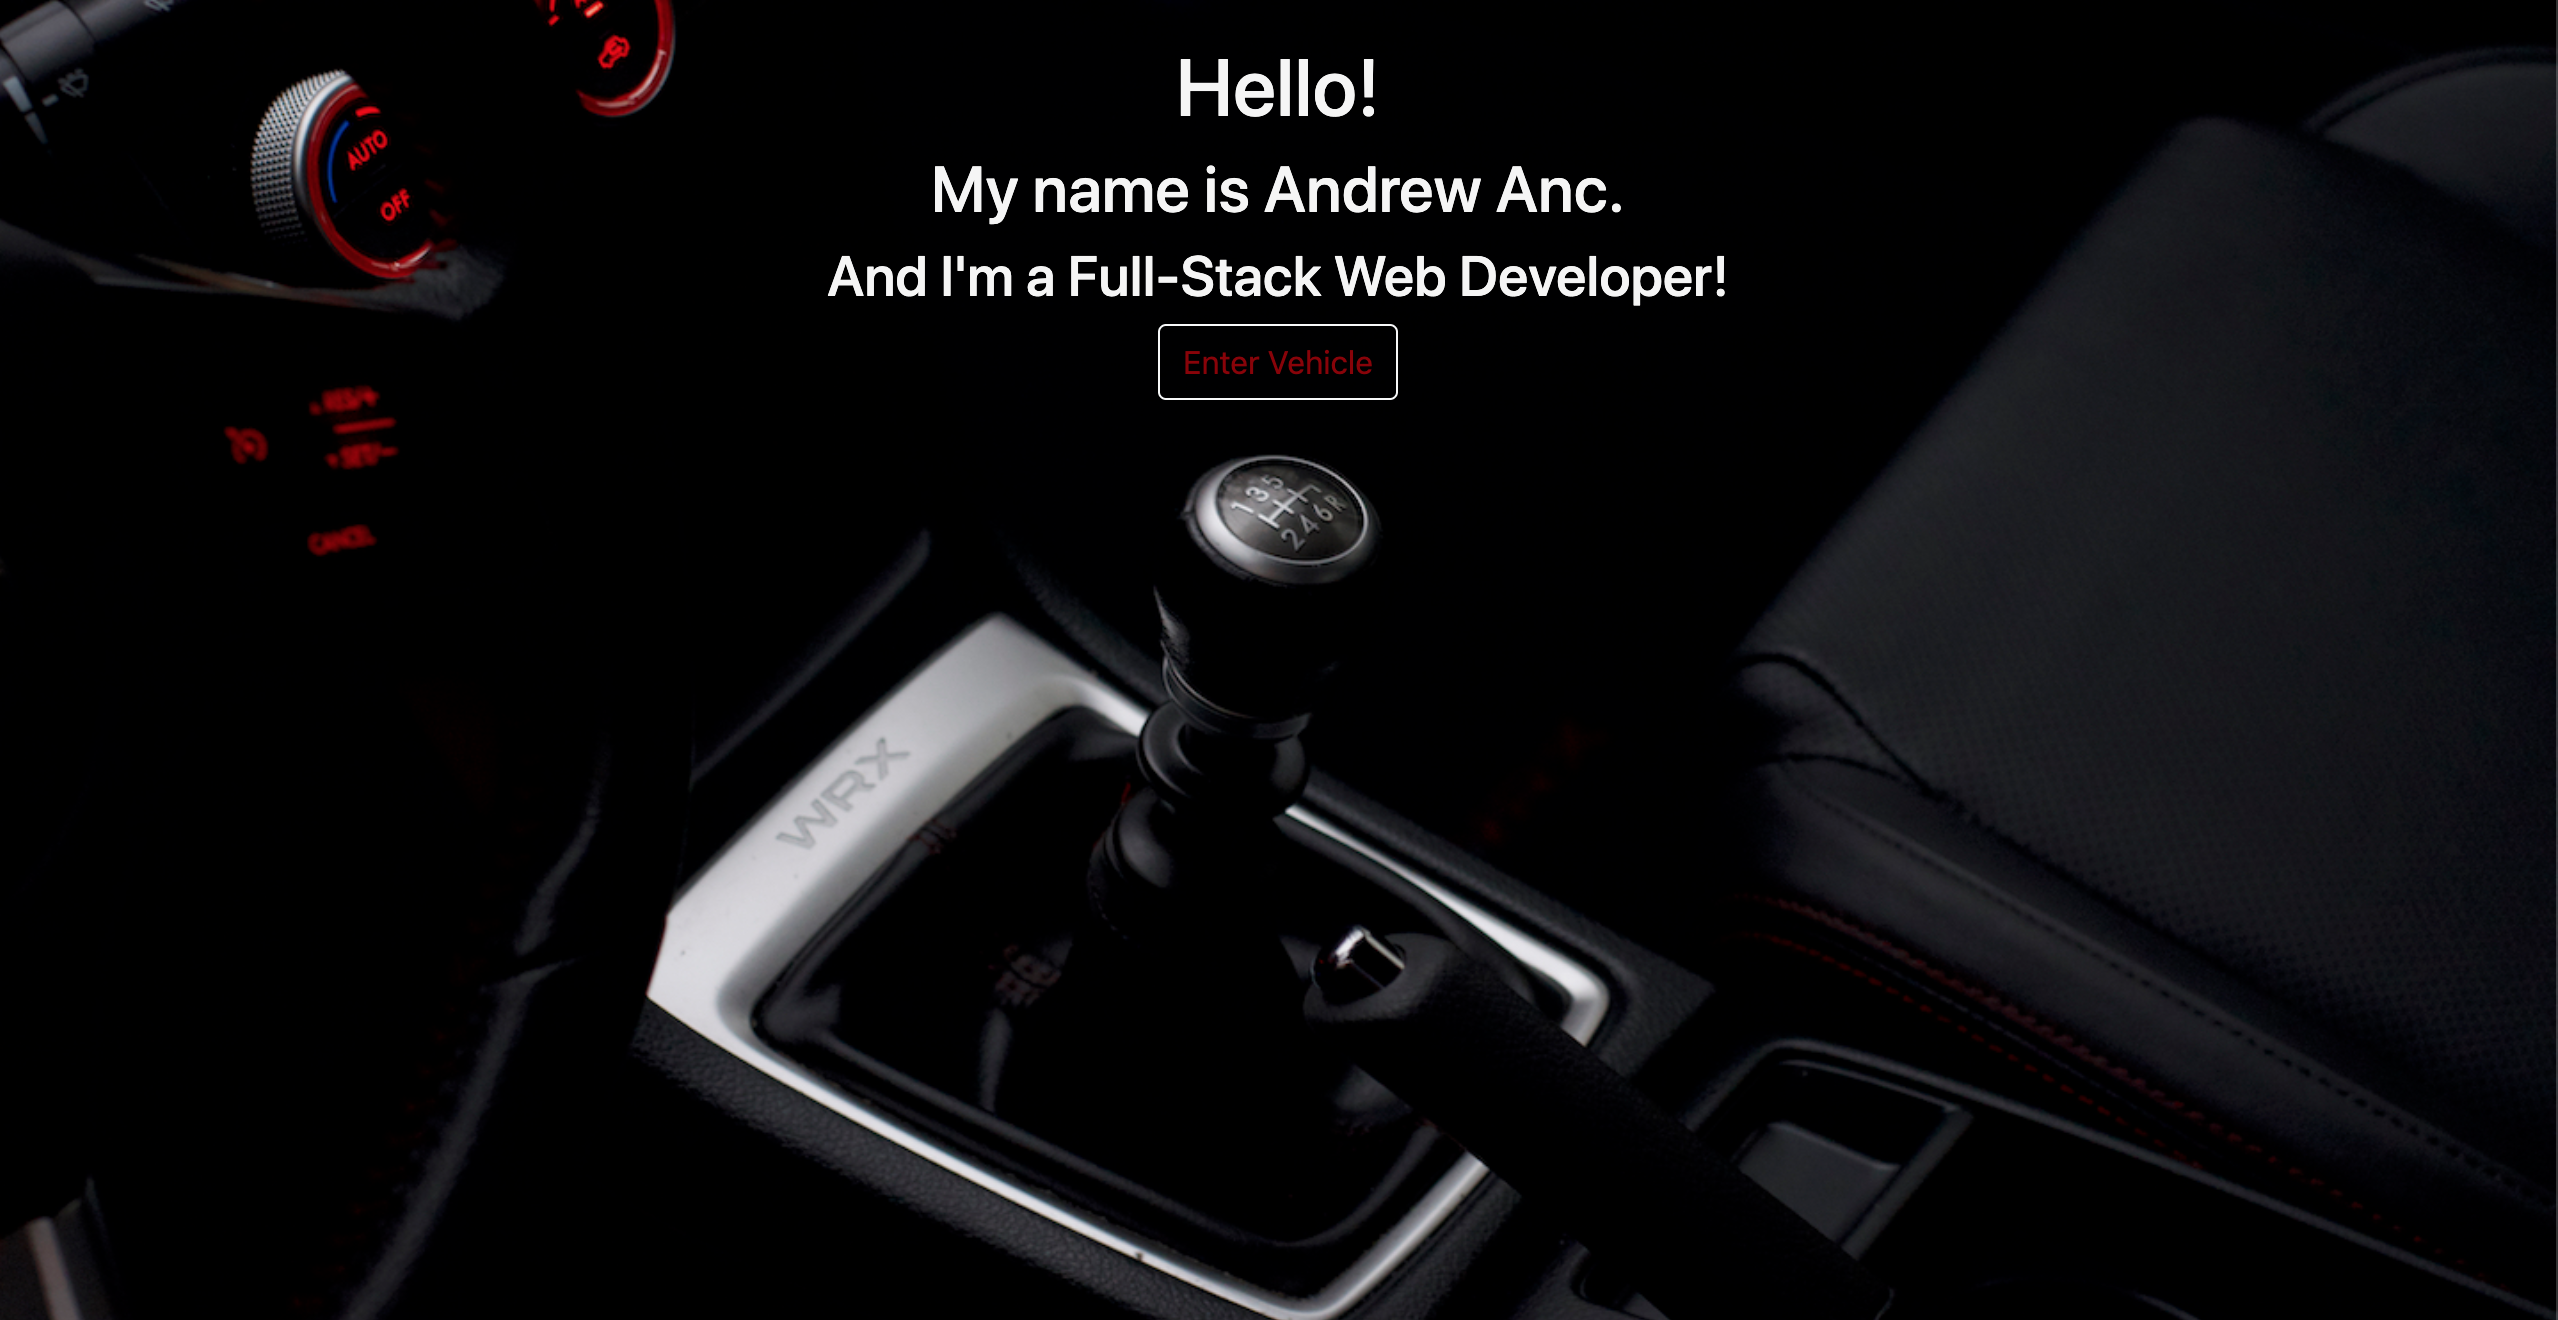 AUTO
OFF
Hello!
My name is Andrew Anc.
And I'm a Full-Stack Web Developer!
Enter Vehicle
RES/+
SET/-
CANCEL
1 3 5
2 4 6 R
WRX